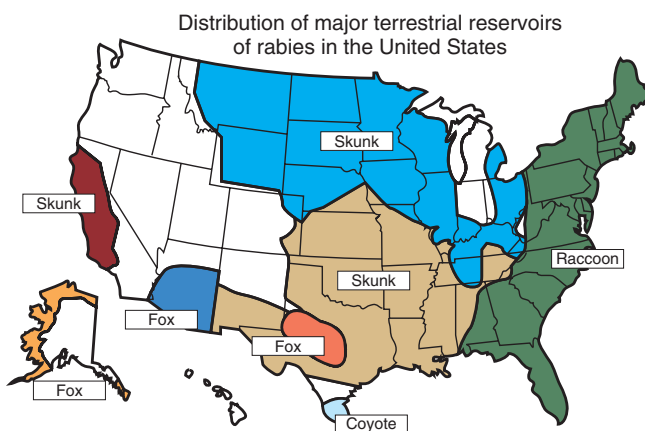 Distribution of major terrestrial reservoirs
of rabies in the United States
Skunk
Skunk
Raccoon
Skunk
Fox
Fox
Fox
Coyote